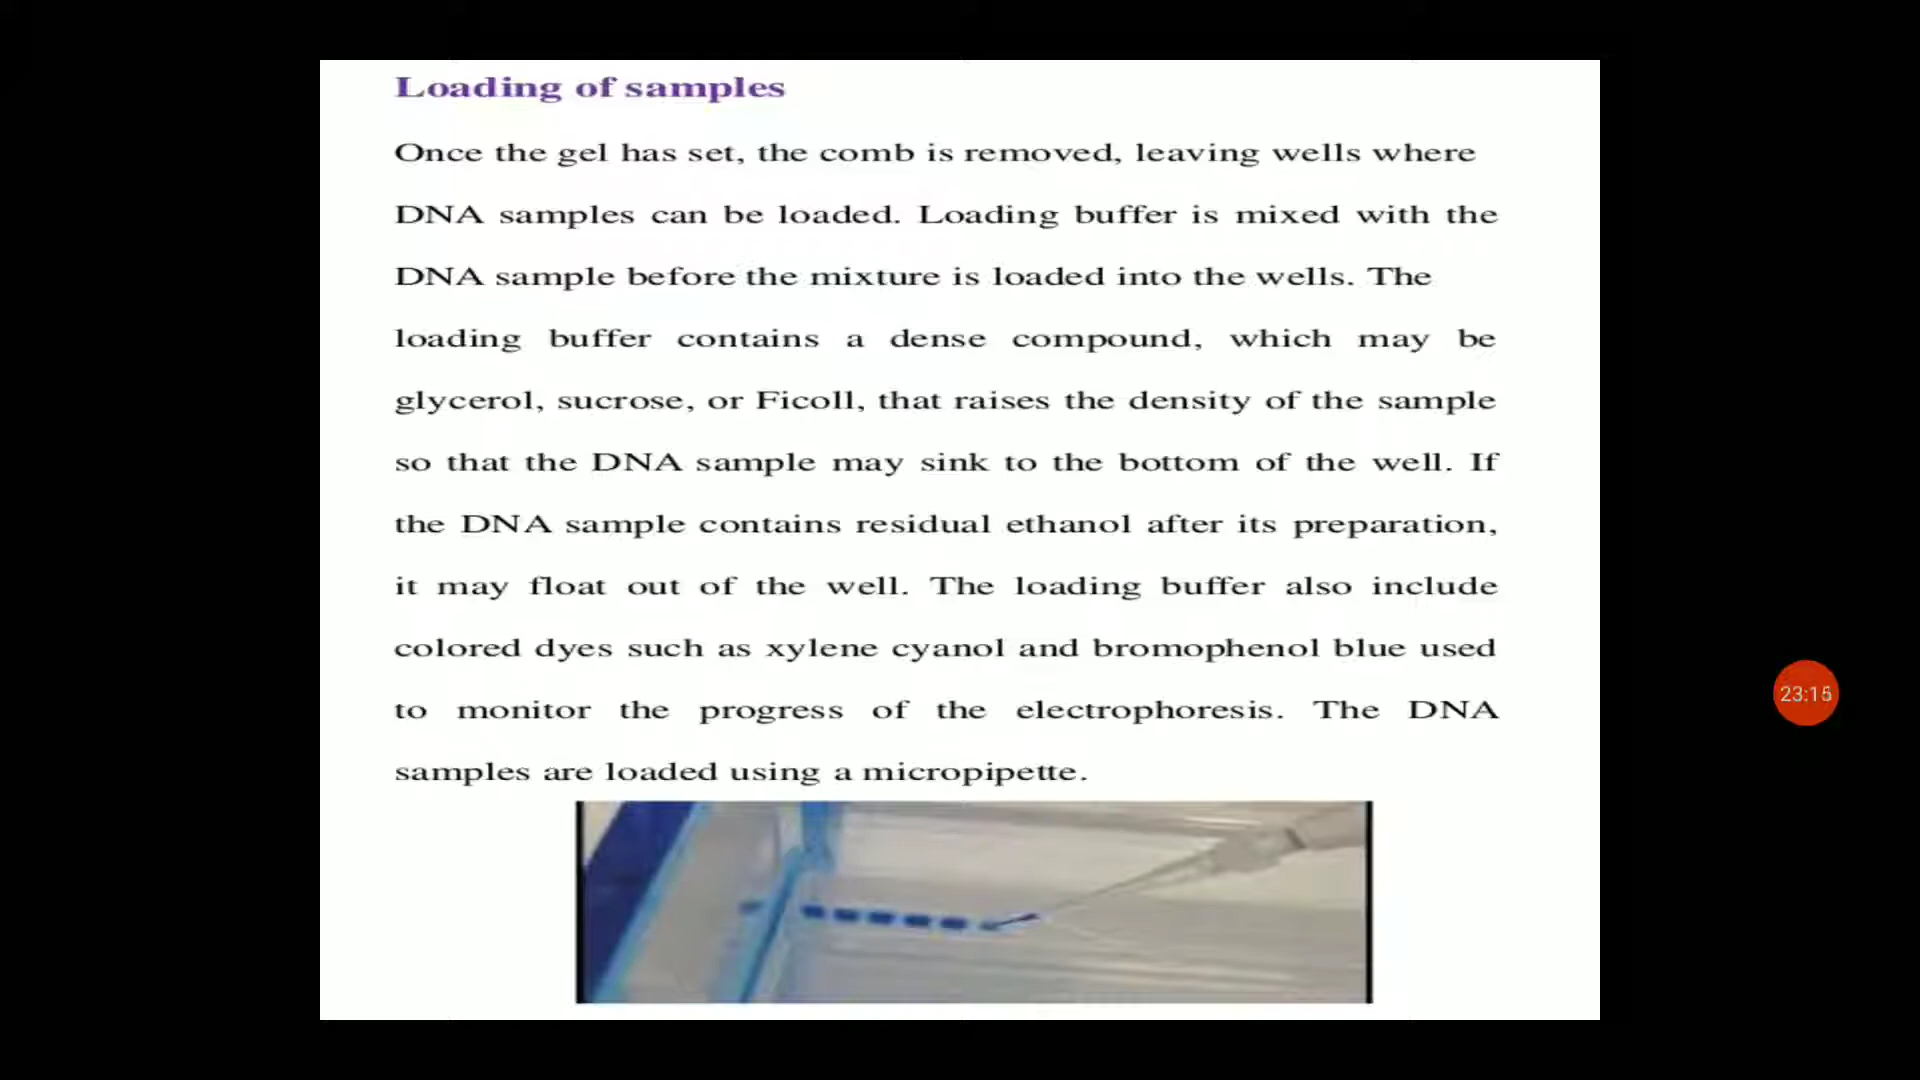 Loading of samples
Once the gel has set, the comb is removed, leaving wells where
DNA samples can be loaded. Loading buffer is mixed with the
DNA sample before the mixture is loaded into the wells. The
loading buffer contains a dense compound, which may be
glycerol, sucrose, or Ficoll, that raises the density of the sample
so that the DNA sample may sink to the bottom of the well. If
the DNA sample contains residual ethanol after its preparation,
it may float out of the well. The loading buffer also include
colored dyes such as xylene cyanol and bromophenol blue used
to monitor the progress of the electrophoresis. The DNA
samples are loaded using a micropipette.
23:15